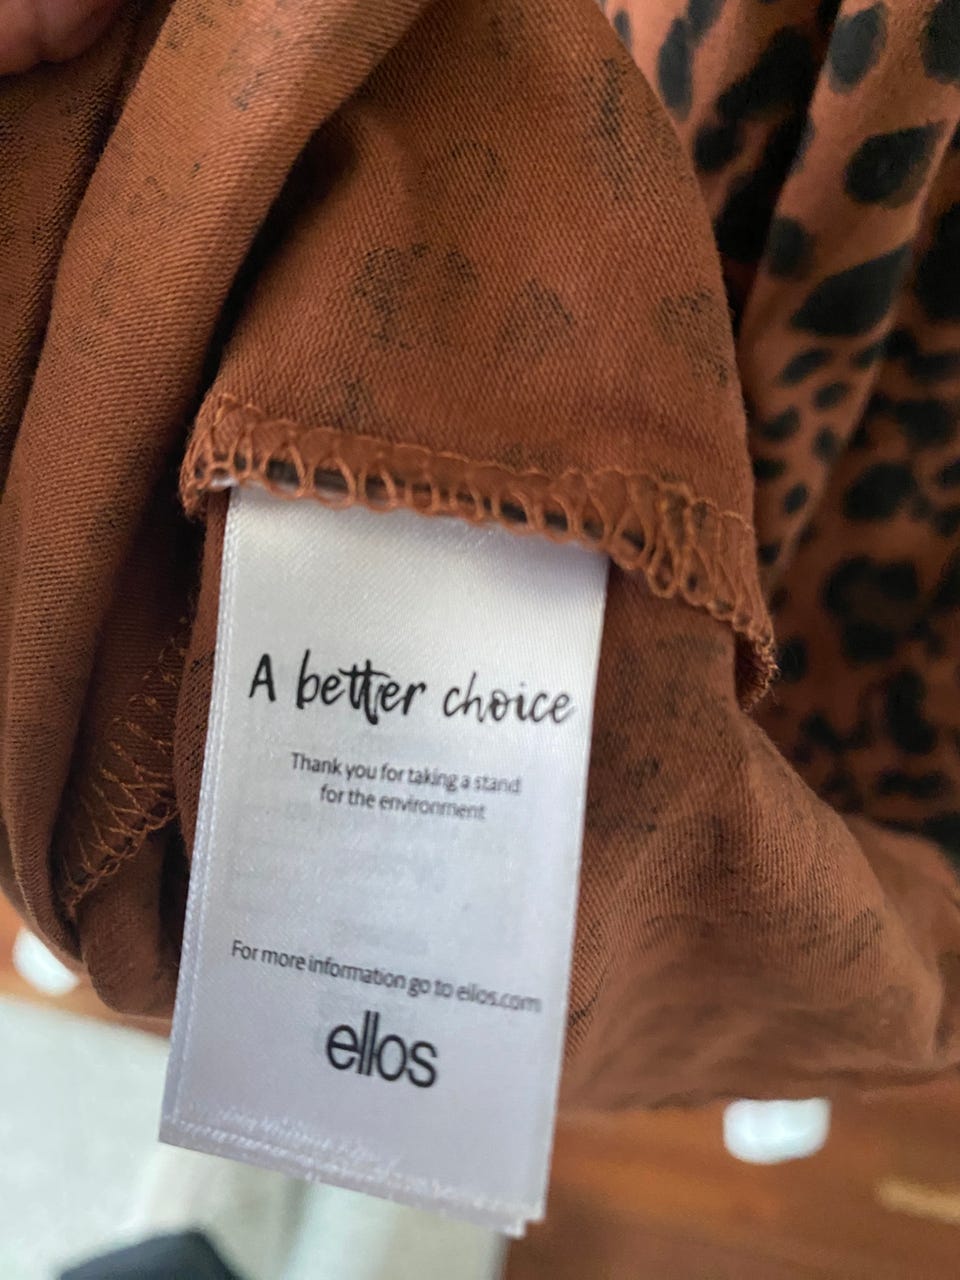 A better choice
Thank you for taking a stand
for the environment
For more information go to ellos.com
ellos